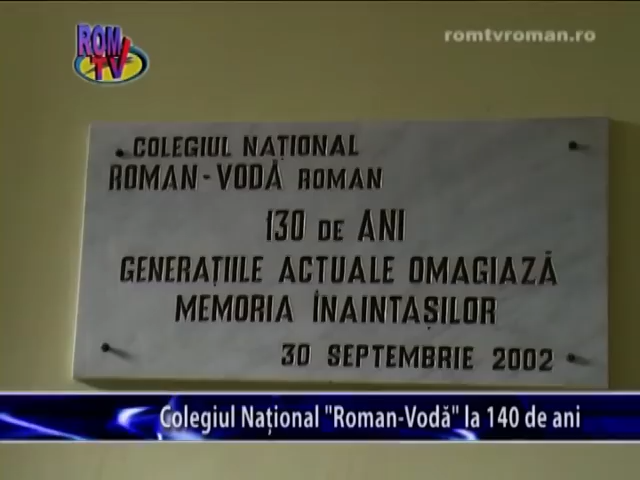 ROM TV
romtvroman.ro
COLEGIUL NAȚIONAL
ROMAN-VODĂ ROMAN
130 DE ANI
GENERAȚIILE ACTUALE OMAGIAZĂ
MEMORIA ÎNAINTAȘILOR
30 SEPTEMBRIE 2002
Colegiul Național "Roman-Vodă" la 140 de ani